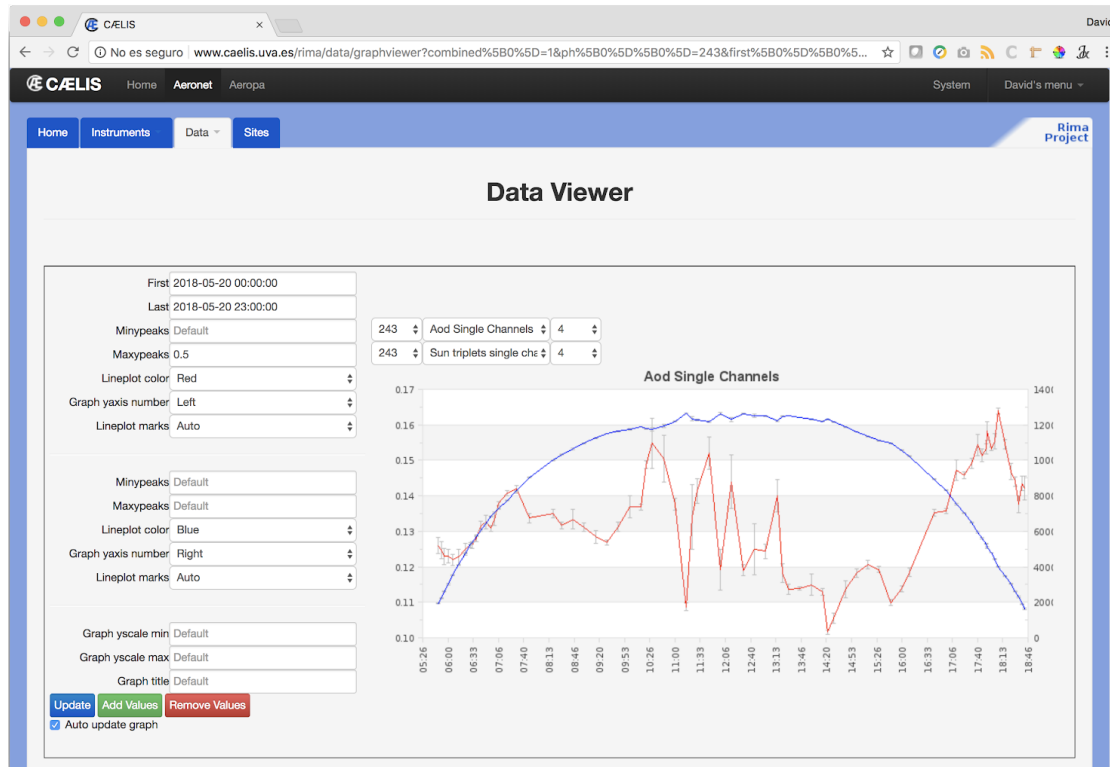 CÆLIS
David
No es seguro www.caelis.uva.es/rima/data/graphviewer?combined%5B0%5D=1&ph%5B0%5D%5B0%5D=243&first%5B0%5D%5B0%5...
CÆLIS Home Aeronet Aeropa System David's menu
Home Instruments Data Sites
Rima
Project
Data Viewer
First 2018-05-20 00:00:00
Last 2018-05-20 23:00:00
Minypeaks Default
Maxypeaks 0.5
Lineplot color Red
Graph yaxis number Left
Lineplot marks Auto
Minypeaks Default
Maxypeaks Default
Lineplot color Blue
Graph yaxis number Right
Lineplot marks Auto
Graph yscale min Default
Graph yscale max Default
Graph title Default
Update Add Values Remove Values
Auto update graph
243 Aod Single Channels 4
243 Sun triplets single cha 4
Aod Single Channels
0.17
0.16
0.15
0.14
0.13
0.12
0.11
0.10
1400
1200
1000
8000
6000
4000
2000
0
05:26 06:00 06:33 07:06 07:40 08:13 08:46 09:20 09:53 10:26 11:00 11:33 12:06 12:40 13:13 13:46 14:20 14:53 15:26 16:00 16:33 17:06 17:40 18:13 18:46